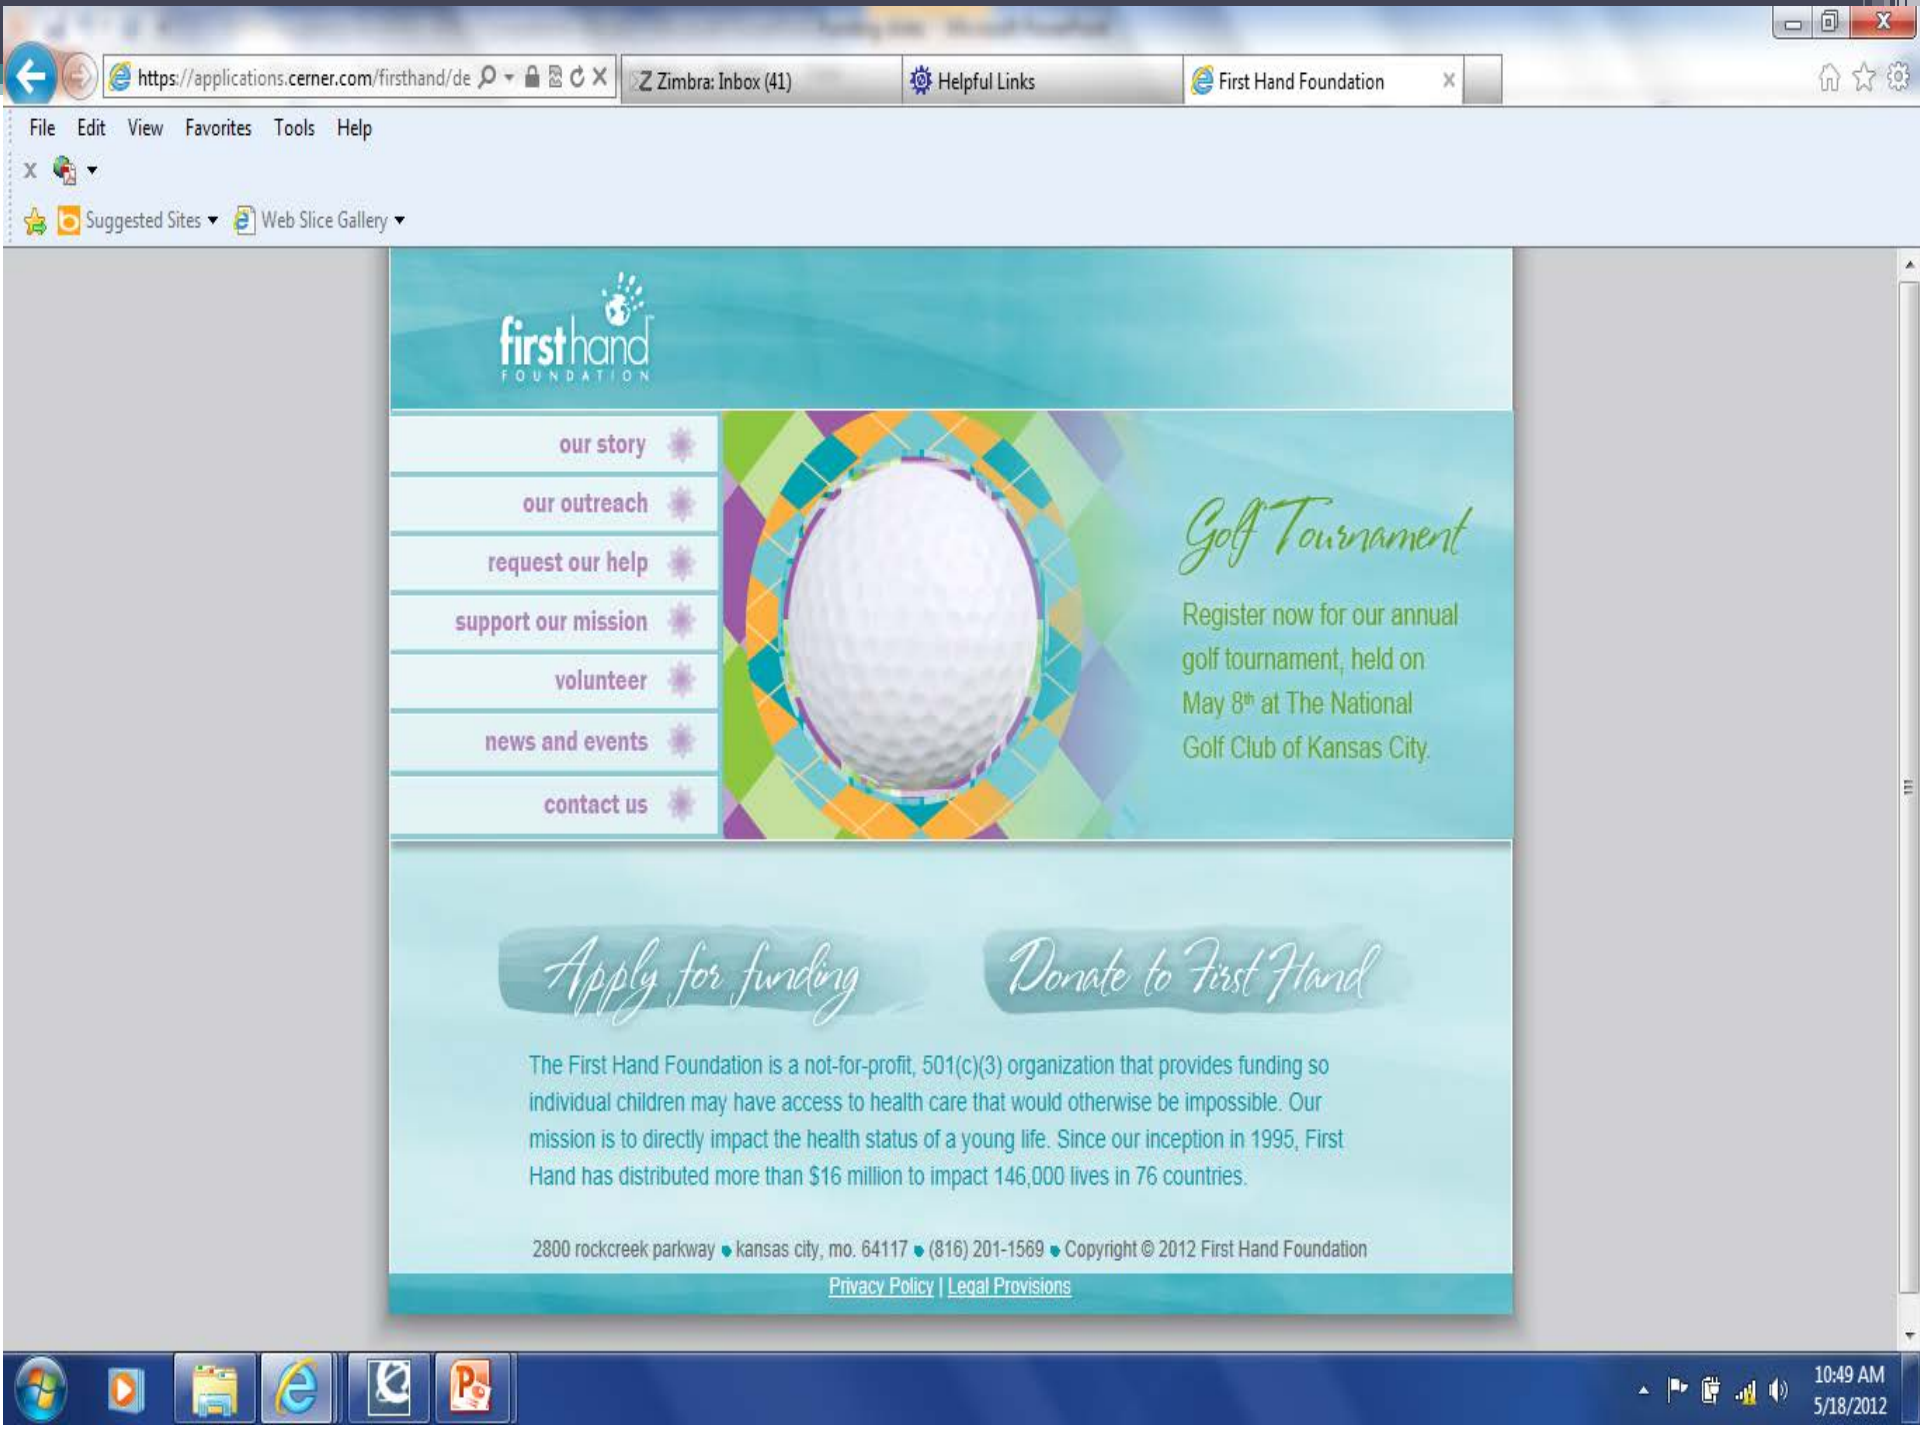 https://applications.cerner.com/firsthand/de
Zimbra: Inbox (41)
Helpful Links
First Hand Foundation
File Edit View Favorites Tools Help
Suggested Sites
Web Slice Gallery
firsthand
FOUNDATION
our story
our outreach
request our help
support our mission
volunteer
news and events
contact us
Golf Tournament
Register now for our annual
golf tournament, held on
May 8th at The National
Golf Club of Kansas City.
Apply for funding
Donate to First Hand
The First Hand Foundation is a not-for-profit, 501(c)(3) organization that provides funding so
individual children may have access to health care that would otherwise be impossible. Our
mission is to directly impact the health status of a young life. Since our inception in 1995, First
Hand has distributed more than $16 million to impact 146,000 lives in 76 countries.
2800 rockcreek parkway • kansas city, mo. 64117 • (816) 201-1569 • Copyright © 2012 First Hand Foundation
Privacy Policy | Legal Provisions
10:49 AM
5/18/2012